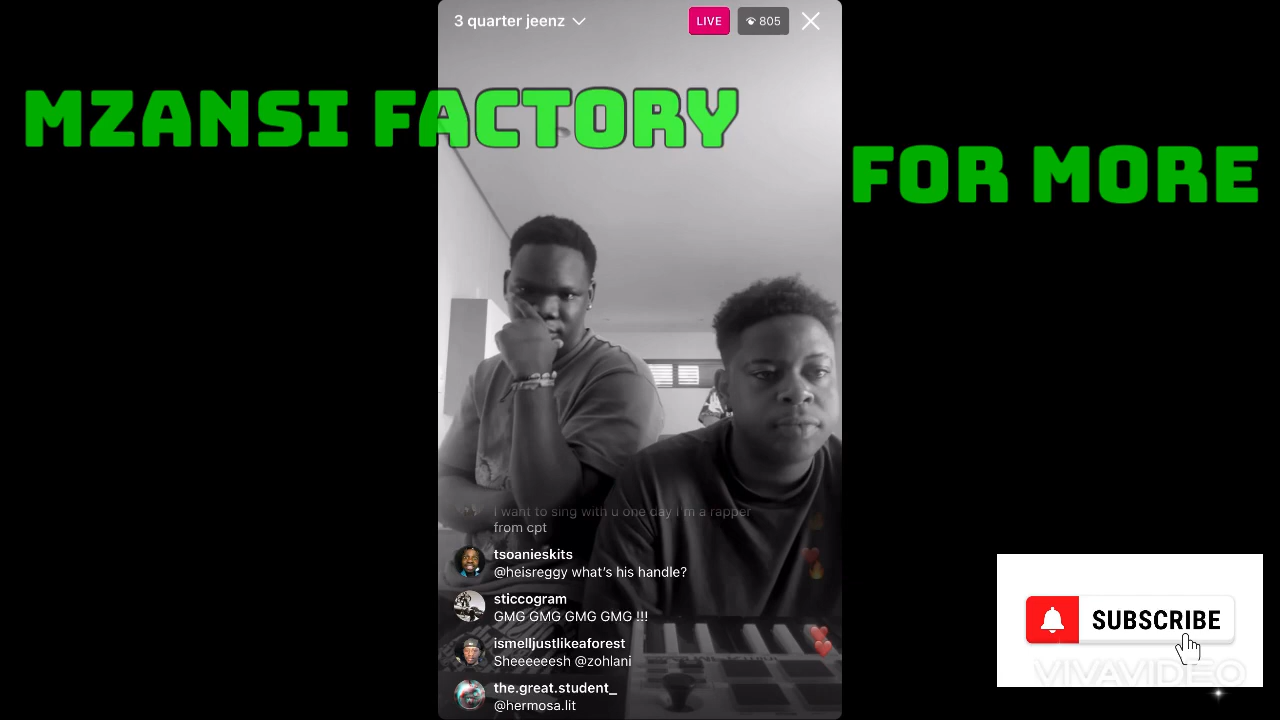 3 quarter jeenz
LIVE
805
MZANSI FACTORY
FOR MORE
I want to sing with u one day I'm a rapper
from cpt
tsoanieskits
@heisreggy what's his handle?
sticcogram
GMG GMG GMG GMG !!!
ismelljustlikeaforest
Sheeeeeesh @zohlani
the.great.student_
@hermosa.lit
SUBSCRIBE
VIVAVIDEO